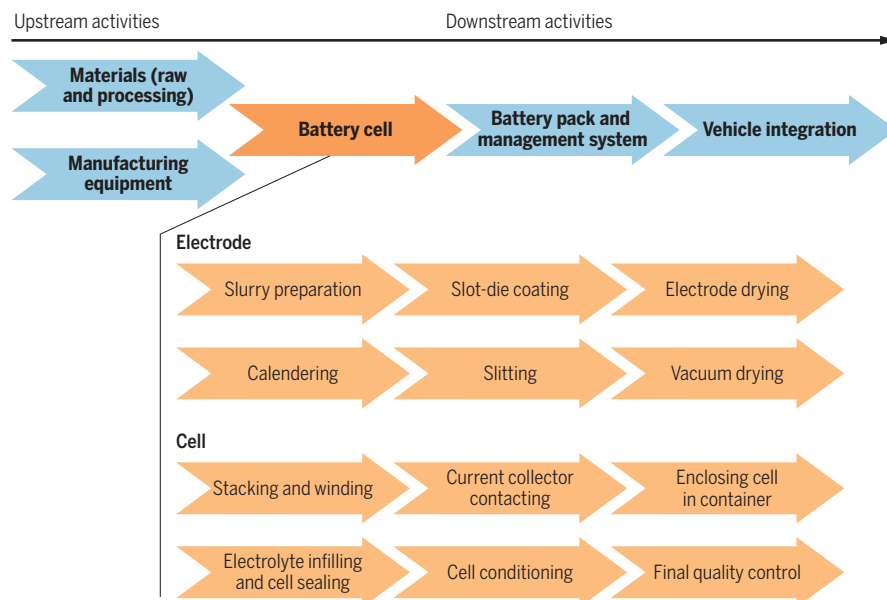 Upstream activities
Downstream activities
Materials (raw
and processing)
Manufacturing
equipment
Battery cell
Battery pack and
management system
Vehicle integration
Electrode
Slurry preparation
Slot-die coating
Electrode drying
Calendering
Slitting
Vacuum drying
Cell
Stacking and winding
Current collector
contacting
Enclosing cell
in container
Electrolyte infilling
and cell sealing
Cell conditioning
Final quality control